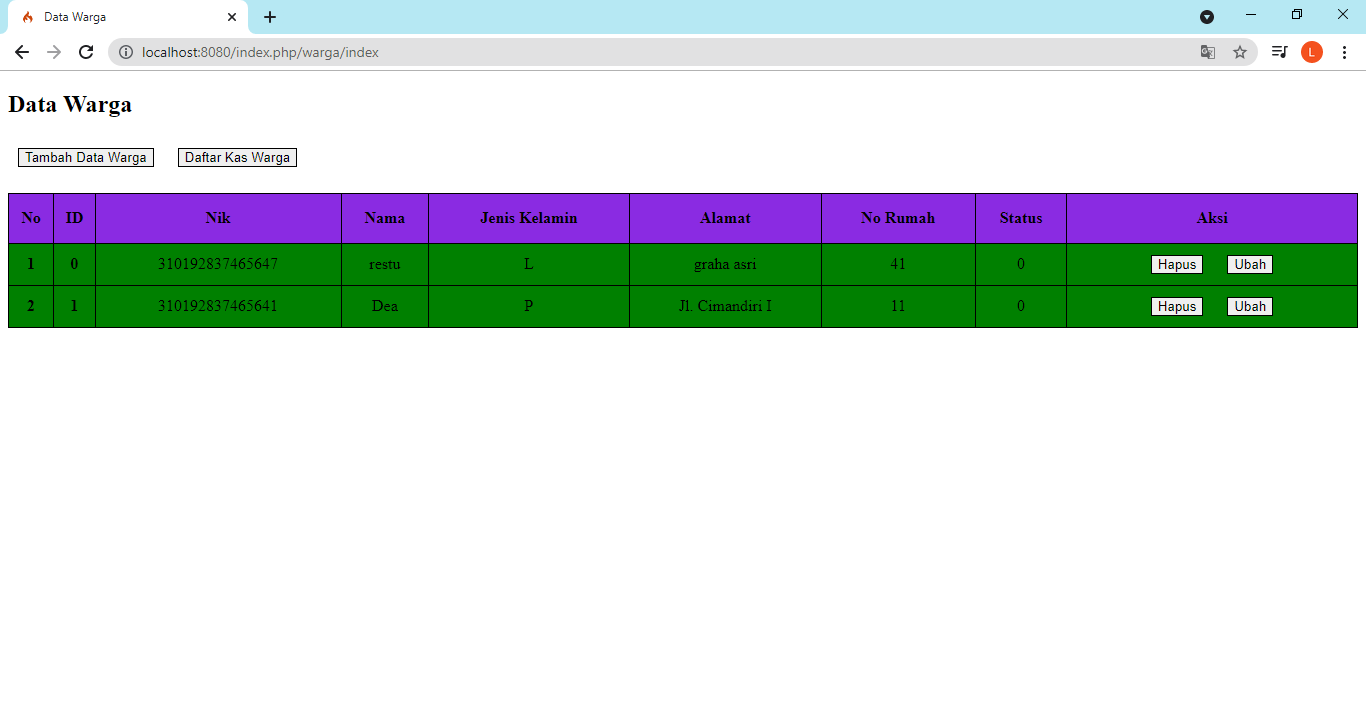 Data Warga
localhost:8080/index.php/warga/index
L
Data Warga
Tambah Data Warga Daftar Kas Warga
No ID Nik Nama Jenis Kelamin Alamat No Rumah Status Aksi
1 0 310192837465647 restu L graha asri 41 0 Hapus Ubah
2 1 310192837465641 Dea P Jl. Cimandiri I 11 0 Hapus Ubah